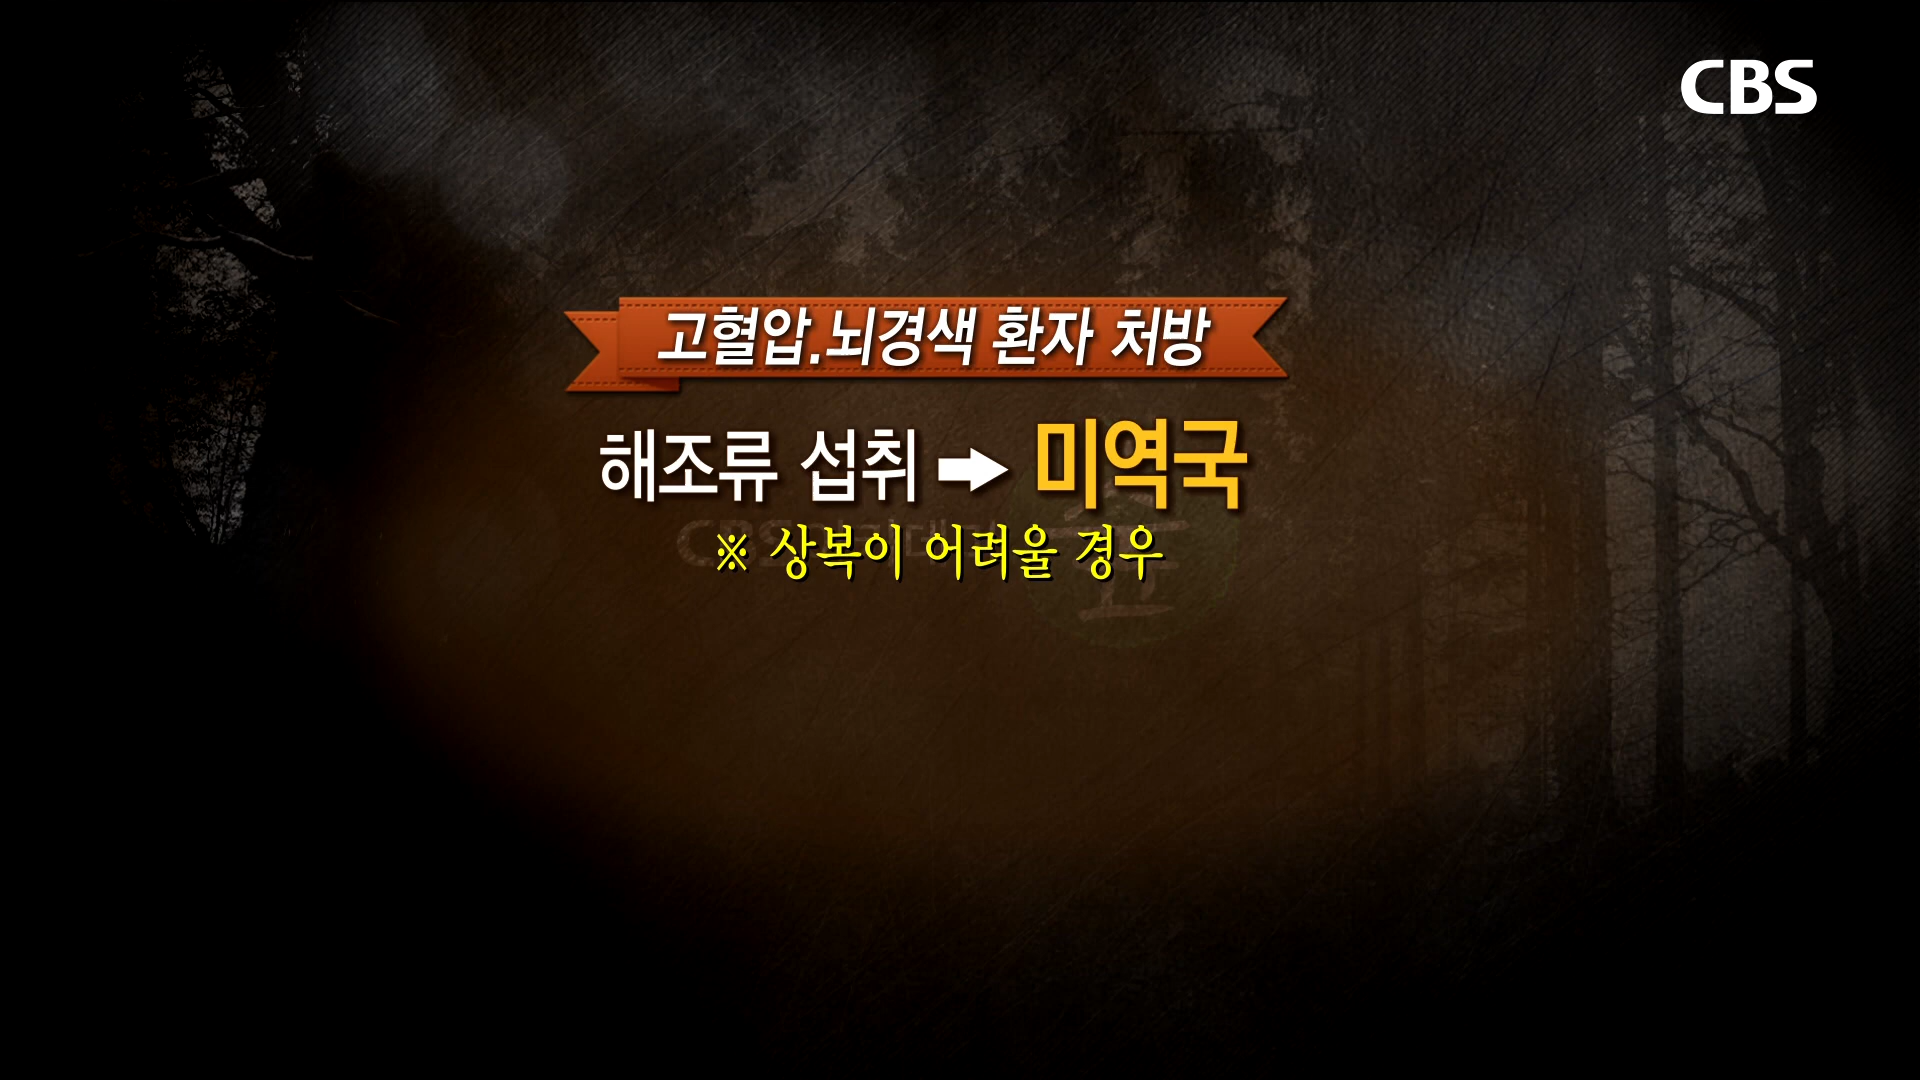 CBS
고혈압.뇌경색 환자 처방
해조류 섭취 ➡ 미역국
※ 상복이 어려울 경우